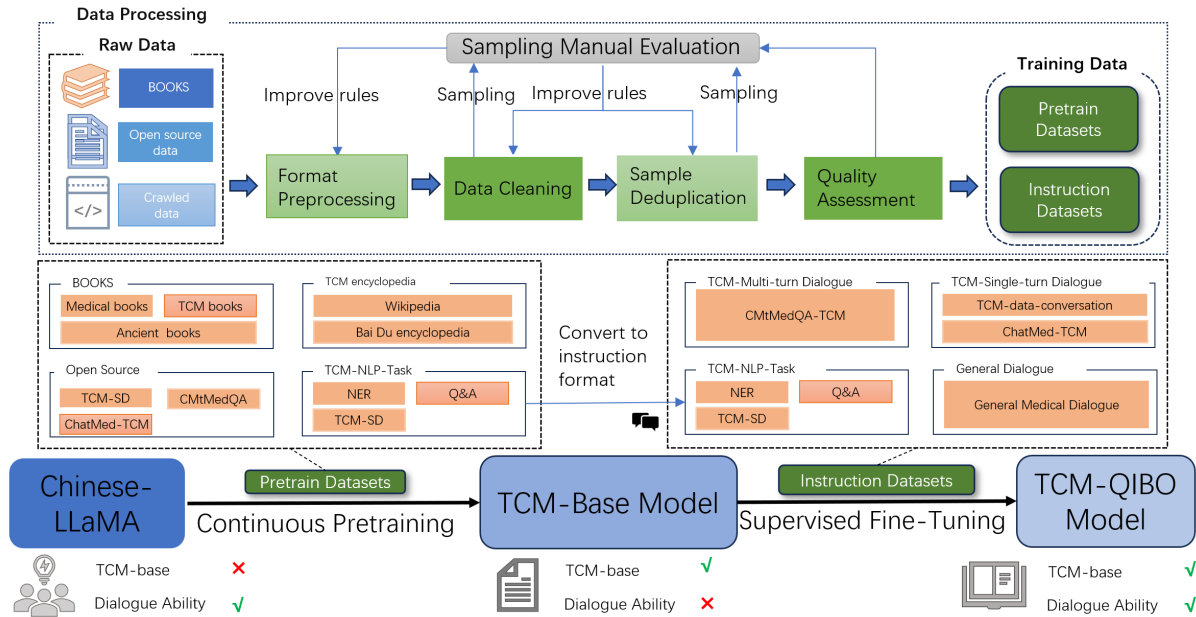 Data Processing
Raw Data
BOOKS
Open source
data
Crawled
data
</>
Sampling Manual Evaluation
Improve rules
Sampling
Improve rules
Sampling
Format
Preprocessing
Data Cleaning
Sample
Deduplication
Quality
Assessment
Training Data
Pretrain
Datasets
Instruction
Datasets
BOOKS
Medical books
TCM books
Ancient books
TCM encyclopedia
Wikipedia
Bai Du encyclopedia
Open Source
TCM-SD
CMtMedQA
ChatMed-TCM
TCM-NLP-Task
NER
Q&A
TCM-SD
Convert to
instruction
format
TCM-Multi-turn Dialogue
CMtMedQA-TCM
TCM-Single-turn Dialogue
TCM-data-conversation
ChatMed-TCM
TCM-NLP-Task
NER
Q&A
TCM-SD
General Dialogue
General Medical Dialogue
Chinese-
LLaMA
Pretrain Datasets
Continuous Pretraining
TCM-Base Model
Instruction Datasets
Supervised Fine-Tuning
TCM-QIBO
Model
TCM-base ×
Dialogue Ability √
TCM-base √
Dialogue Ability ×
TCM-base √
Dialogue Ability √